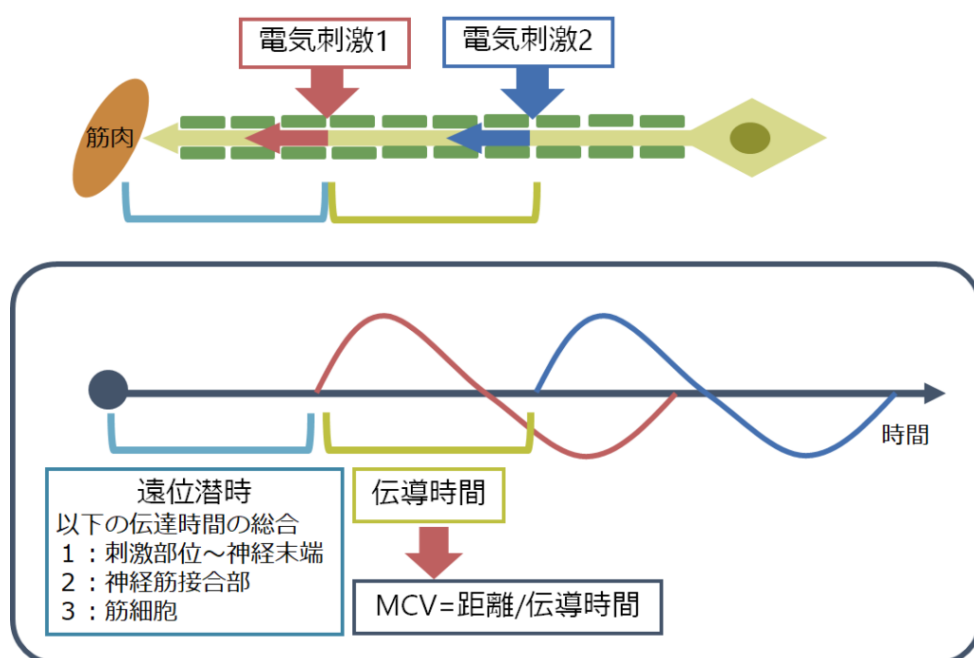 電気刺激1
電気刺激2
筋肉
時間
遠位潜時
以下の伝達時間の総合
1：刺激部位～神経末端
2：神経筋接合部
3：筋細胞
伝導時間
MCV=距離/伝導時間